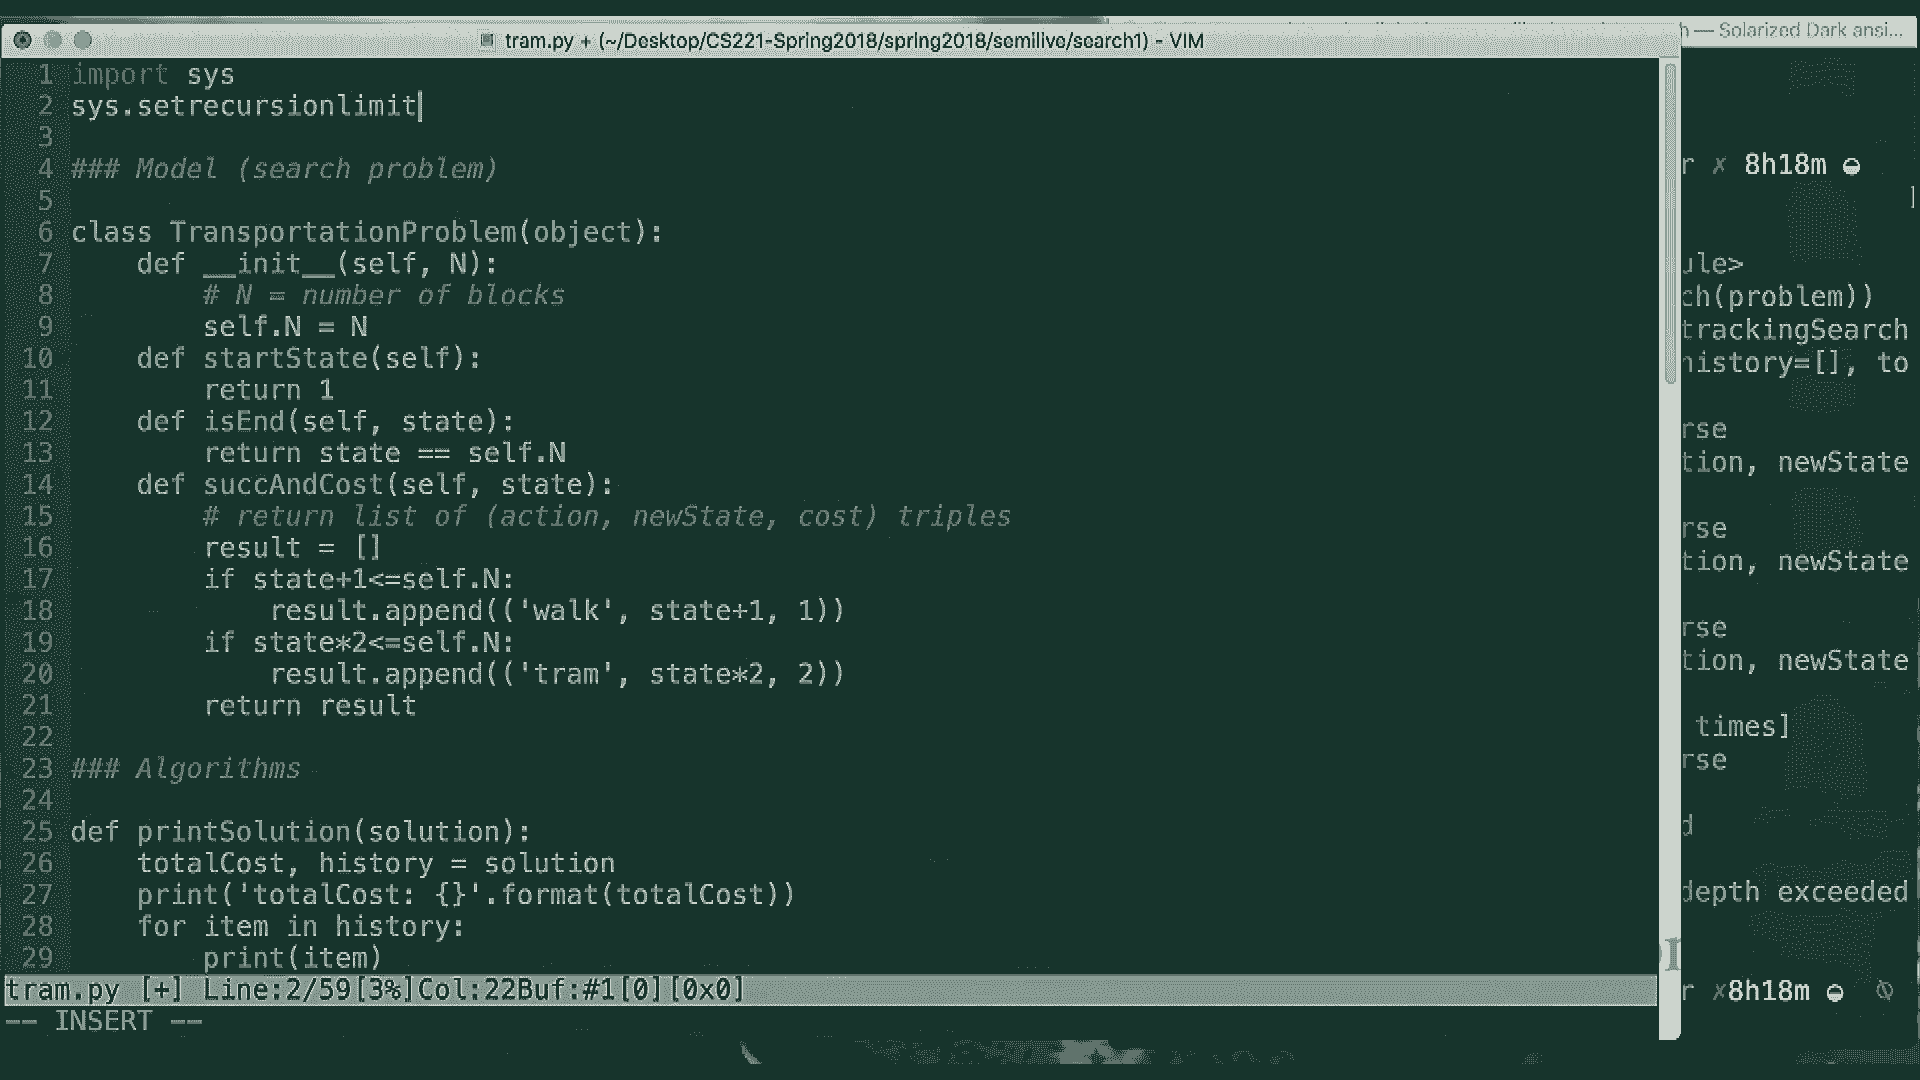 tram.py + (~/Desktop/CS221-Spring2018/spring2018/semilive/search1) - VIM
— Solarized Dark ansi...
1 import sys
2 sys.setrecursionlimit
3
4 ### Model (search problem)
5
6 class TransportationProblem(object):
7 def __init__(self, N):
8 # N = number of blocks
9 self.N = N
10 def startState(self):
11 return 1
12 def isEnd(self, state):
13 return state == self.N
14 def succAndCost(self, state):
15 # return list of (action, newState, cost) triples
16 result = []
17 if state+1<=self.N:
18 result.append(('walk', state+1, 1))
19 if state*2<=self.N:
20 result.append(('tram', state*2, 2))
21 return result
22
23 ### Algorithms
24
25 def printSolution(solution):
26 totalCost, history = solution
27 print('totalCost: {}'.format(totalCost))
28 for item in history:
29 print(item)
tram.py [+] Line:2/59[3%]Col:22Buf:#1[0][0x0]
-- INSERT --
r ✗ 8h18m
]
ule>
ch(problem))
trackingSearch
history=[], to
rse
tion, newState
rse
tion, newState
rse
tion, newState
times]
rse
d
depth exceeded
r ✗8h18m